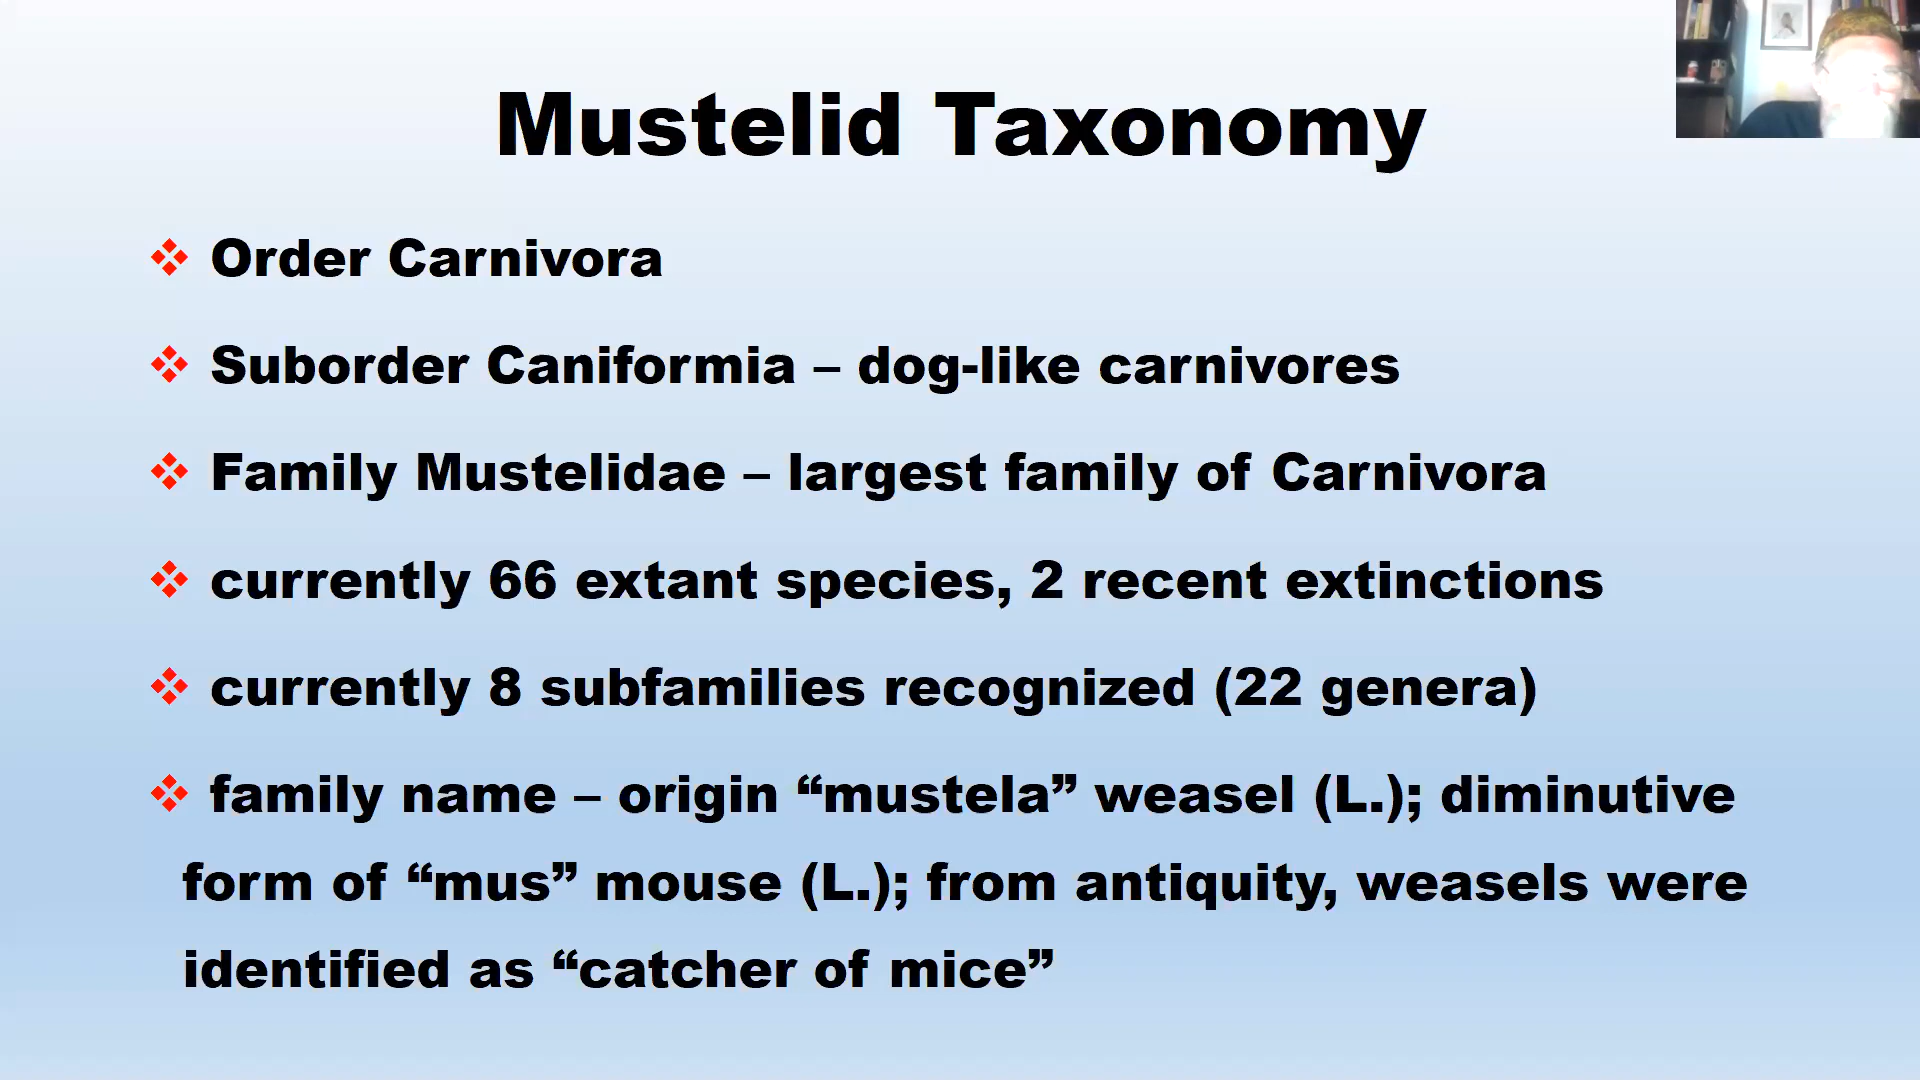 Mustelid Taxonomy
❖ Order Carnivora
❖ Suborder Caniformia – dog-like carnivores
❖ Family Mustelidae – largest family of Carnivora
❖ currently 66 extant species, 2 recent extinctions
❖ currently 8 subfamilies recognized (22 genera)
❖ family name – origin “mustela” weasel (L.); diminutive
form of “mus” mouse (L.); from antiquity, weasels were
identified as “catcher of mice”